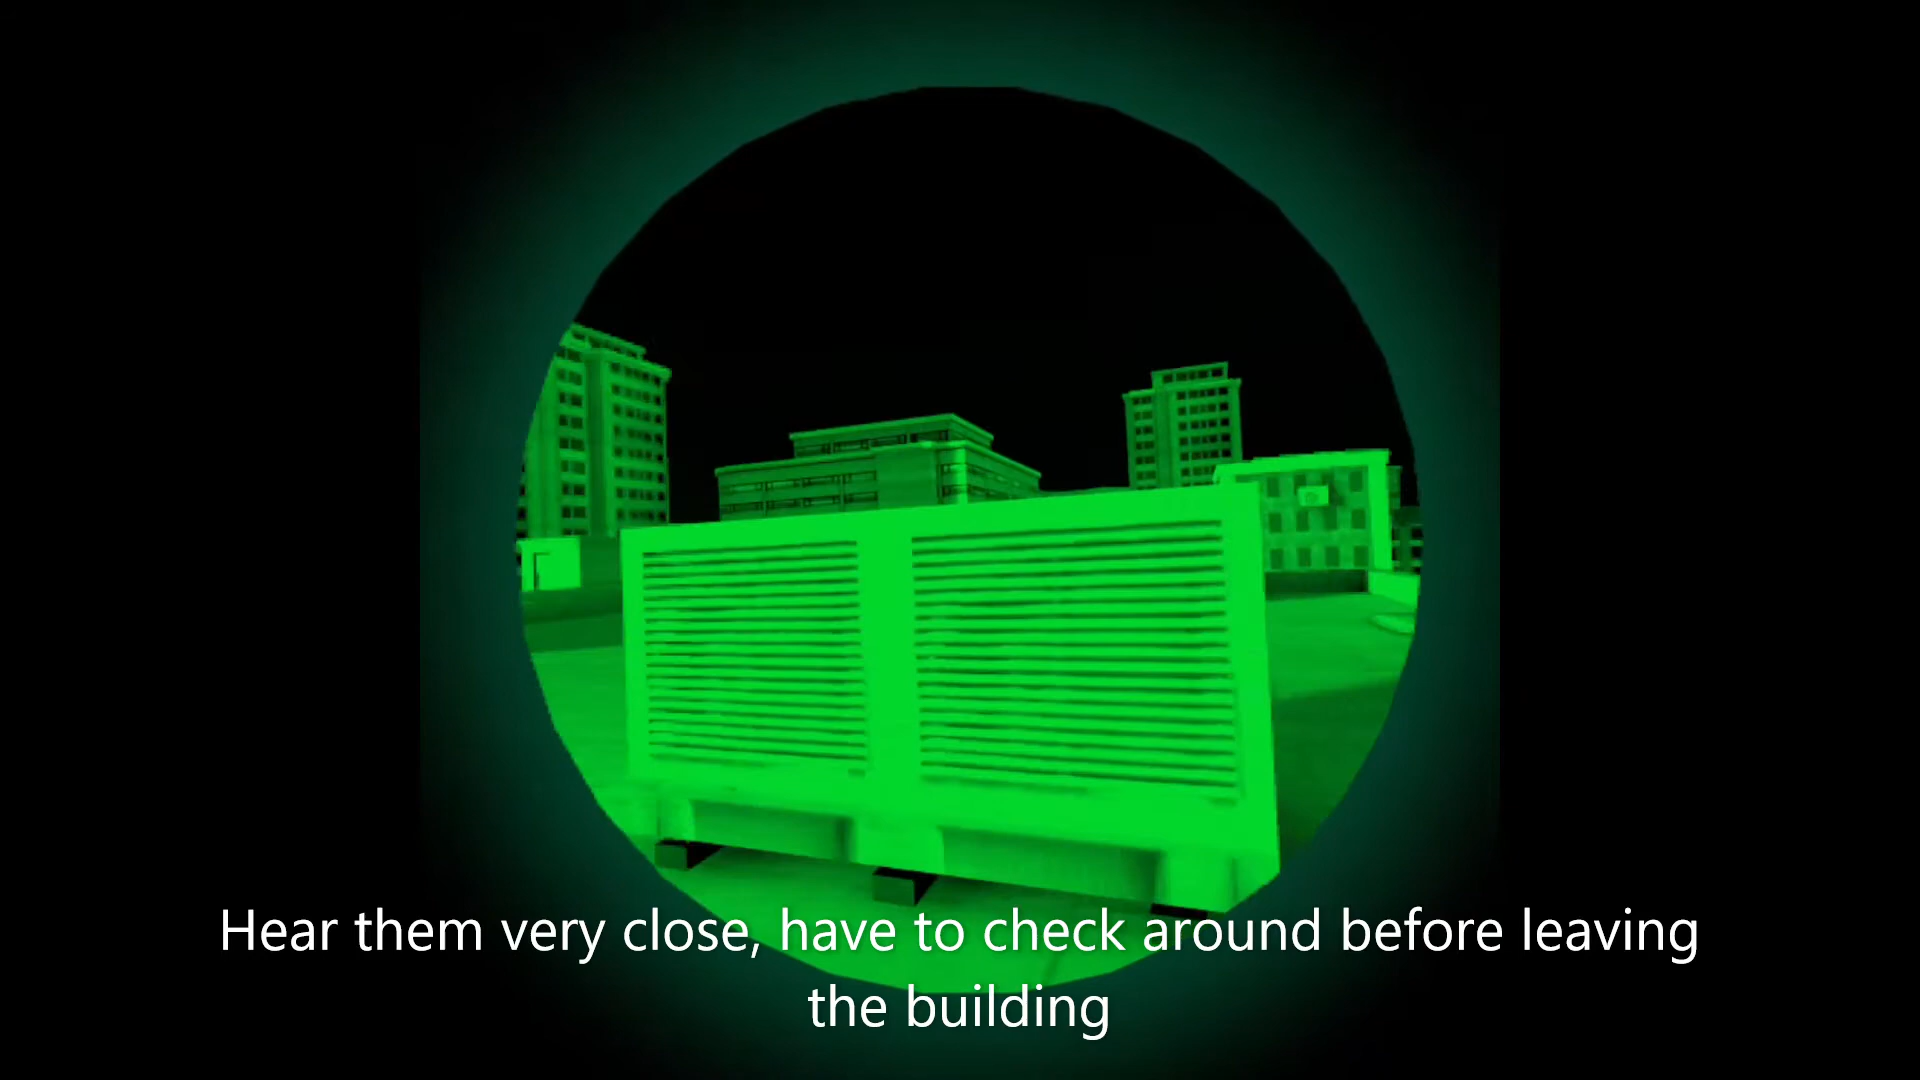 Hear them very close, have to check around before leaving
the building